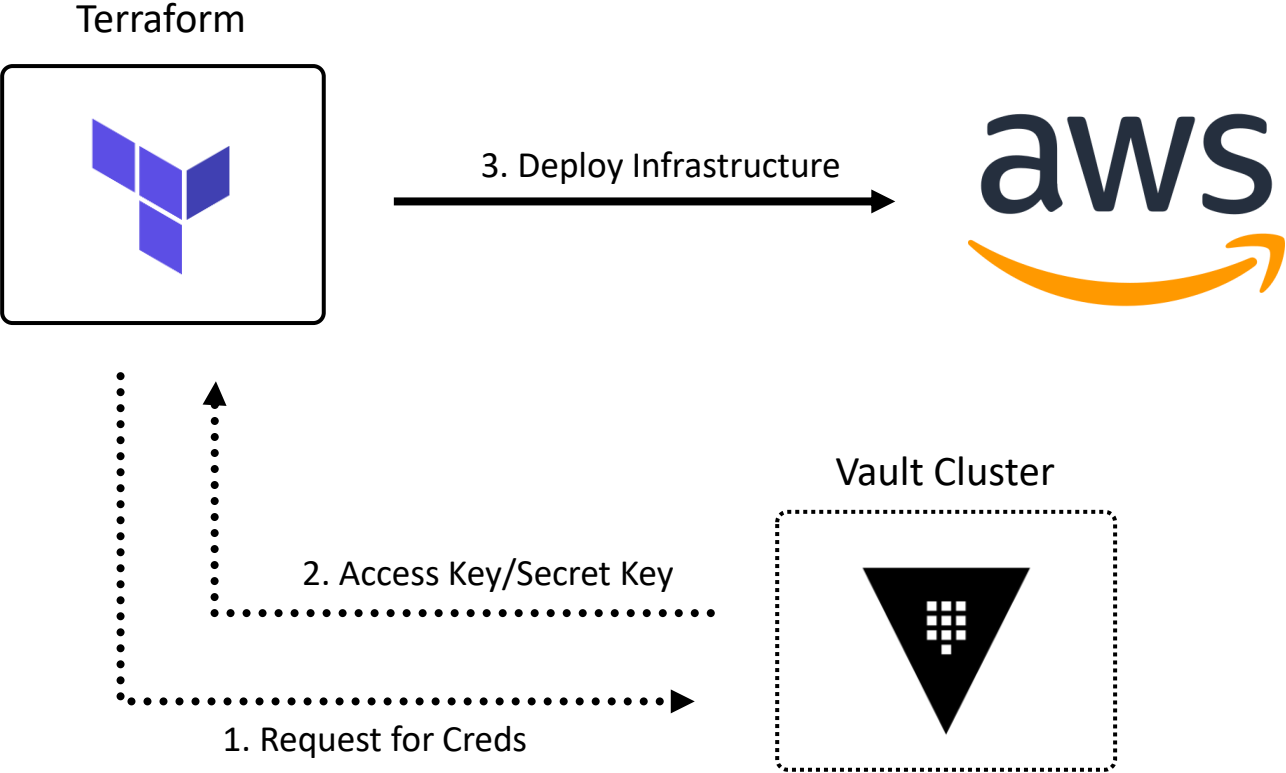 Terraform
3. Deploy Infrastructure
aws
Vault Cluster
2. Access Key/Secret Key
1. Request for Creds